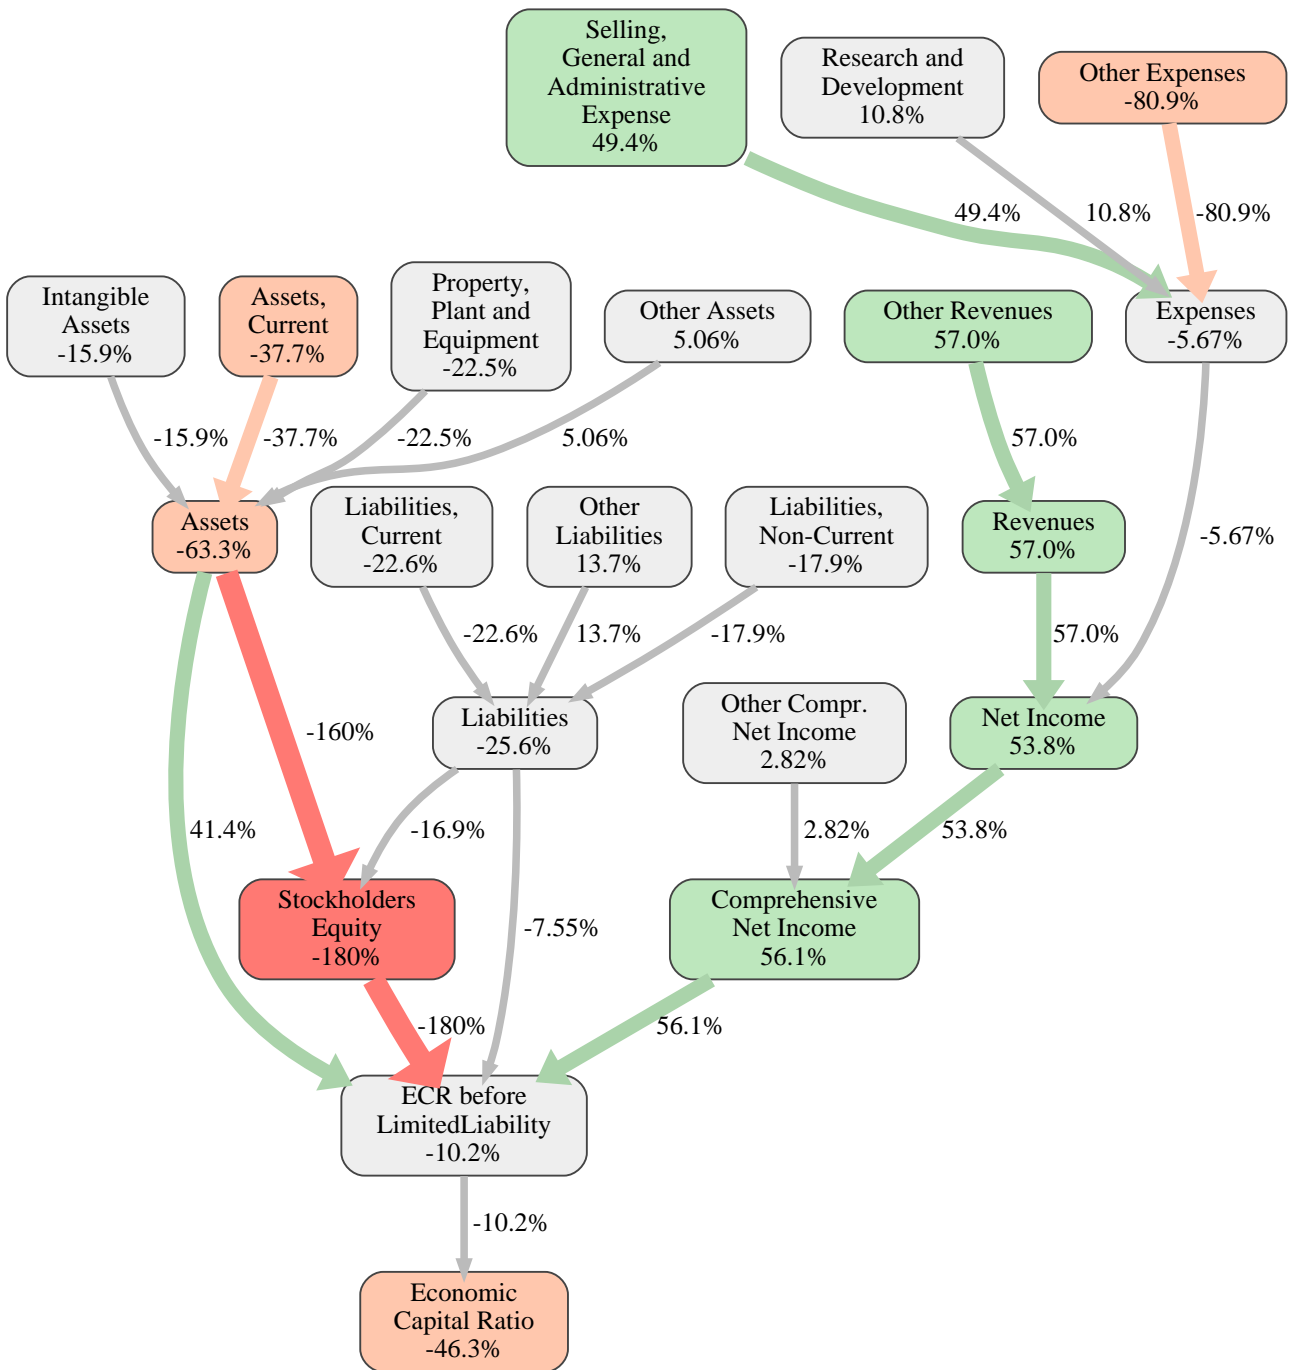 Selling,
General and
Administrative
Expense
49.4%
Research and
Development
10.8%
Other Expenses
-80.9%
49.4%
10.8%
-80.9%
Intangible
Assets
-15.9%
Assets,
Current
-37.7%
Property,
Plant and
Equipment
-22.5%
Other Assets
5.06%
Other Revenues
57.0%
Expenses
-5.67%
-15.9%
-37.7%
-22.5%
5.06%
57.0%
-5.67%
Assets
-63.3%
Liabilities,
Current
-22.6%
Other
Liabilities
13.7%
Liabilities,
Non-Current
-17.9%
Revenues
57.0%
-22.6%
13.7%
-17.9%
57.0%
-160%
Liabilities
-25.6%
Other Compr.
Net Income
2.82%
Net Income
53.8%
41.4%
-16.9%
2.82%
53.8%
Stockholders
Equity
-180%
-7.55%
Comprehensive
Net Income
56.1%
-180%
56.1%
ECR before
LimitedLiability
-10.2%
-10.2%
Economic
Capital Ratio
-46.3%